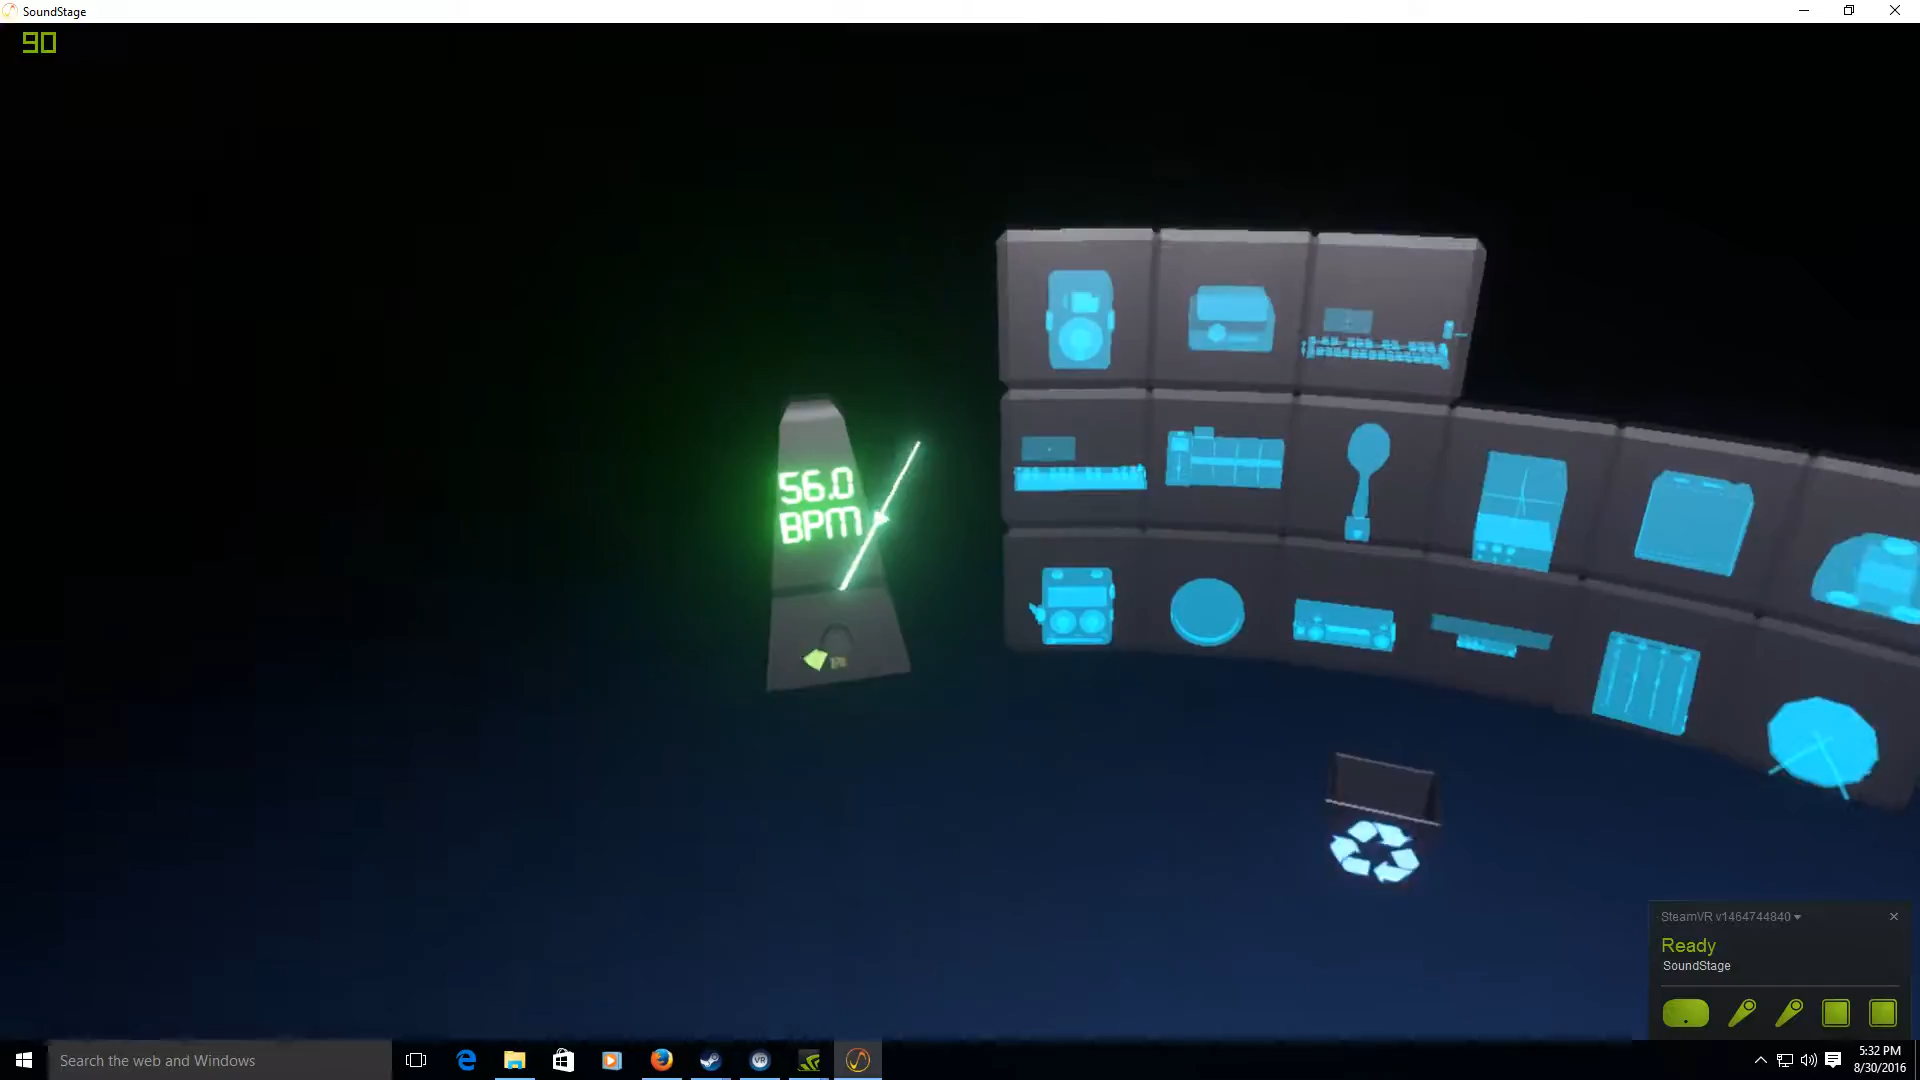 SoundStage
90
56.0
BPM
SteamVR v1464744840
Ready
SoundStage
Search the web and Windows
VR
5:32 PM
8/30/2016